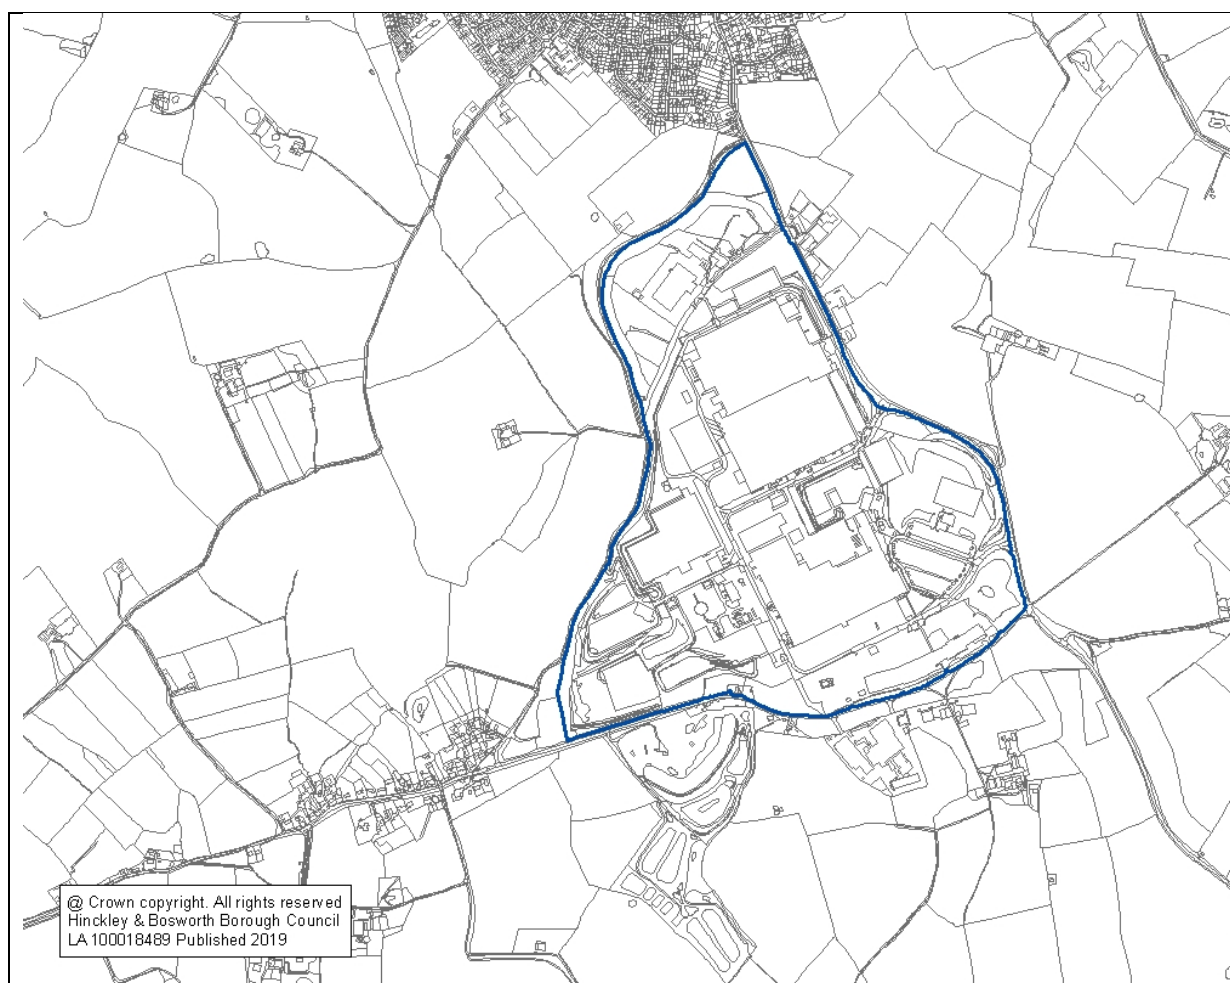 @ Crown copyright. All rights reserved
Hinckley & Bosworth Borough Council
LA 100018489 Published 2019